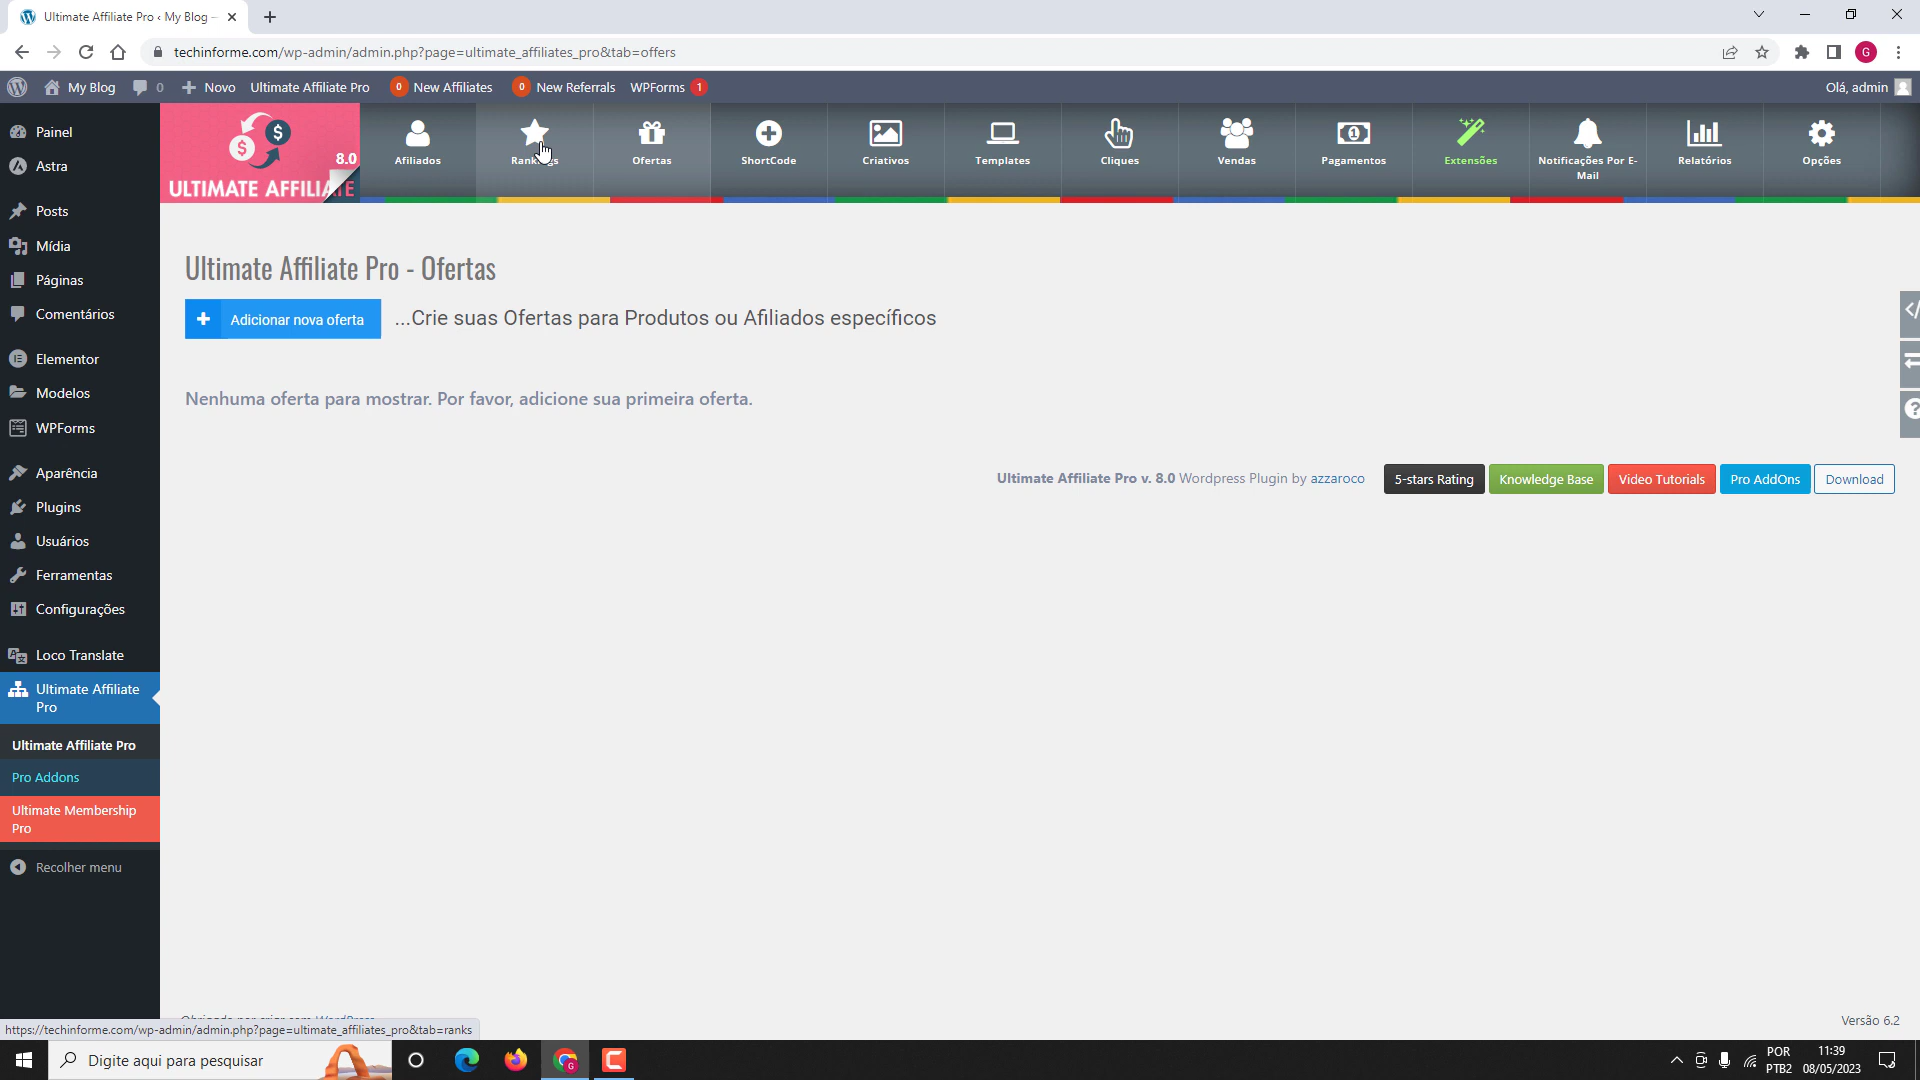 Ultimate Affiliate Pro ‹ My Blog –
techinforme.com/wp-admin/admin.php?page=ultimate_affiliates_pro&tab=offers
G
My Blog
0
Novo
Ultimate Affiliate Pro
0 New Affiliates
0 New Referrals
WPForms 1
Olá, admin
Painel
Astra
Posts
Mídia
Páginas
Comentários
Elementor
Modelos
WPForms
Aparência
Plugins
Usuários
Ferramentas
Configurações
Loco Translate
Ultimate Affiliate
Pro
Ultimate Affiliate Pro
Pro Addons
Ultimate Membership
Pro
Recolher menu
8.0
ULTIMATE AFFILIATE
Afiliados
Rankings
Ofertas
ShortCode
Criativos
Templates
Cliques
Vendas
Pagamentos
Extensões
Notificações Por E-
Mail
Relatórios
Opções
Ultimate Affiliate Pro - Ofertas
Adicionar nova oferta
...Crie suas Ofertas para Produtos ou Afiliados específicos
Nenhuma oferta para mostrar. Por favor, adicione sua primeira oferta.
Ultimate Affiliate Pro v. 8.0 Wordpress Plugin by azzaroco
5-stars Rating
Knowledge Base
Video Tutorials
Pro AddOns
Download
Versão 6.2
https://techinforme.com/wp-admin/admin.php?page=ultimate_affiliates_pro&tab=ranks
Digite aqui para pesquisar
POR
PTB2
11:39
08/05/2023